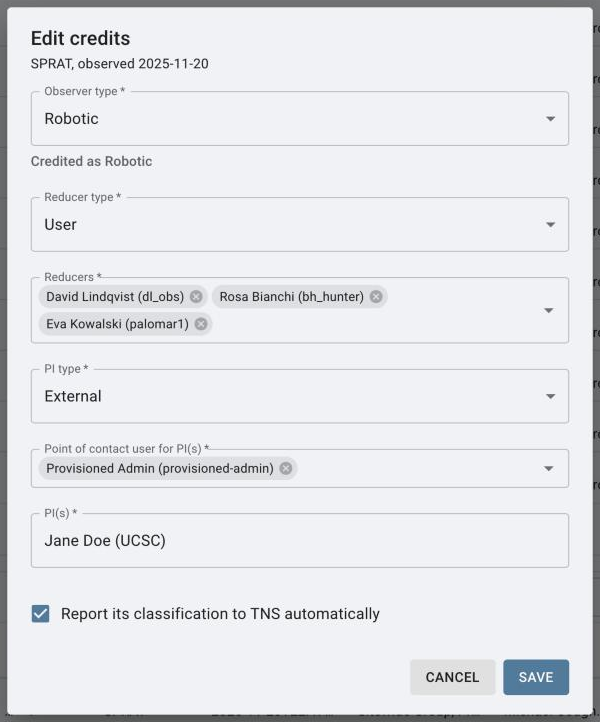 Edit credits
SPRAT, observed 2025-11-20
Observer type *
Robotic
Credited as Robotic
Reducer type *
User
Reducers *
David Lindqvist (dl_obs) Rosa Bianchi (bh_hunter)
Eva Kowalski (palomar1)
PI type *
External
Point of contact user for PI(s) *
Provisioned Admin (provisioned-admin)
PI(s) *
Jane Doe (UCSC)
Report its classification to TNS automatically
CANCEL SAVE